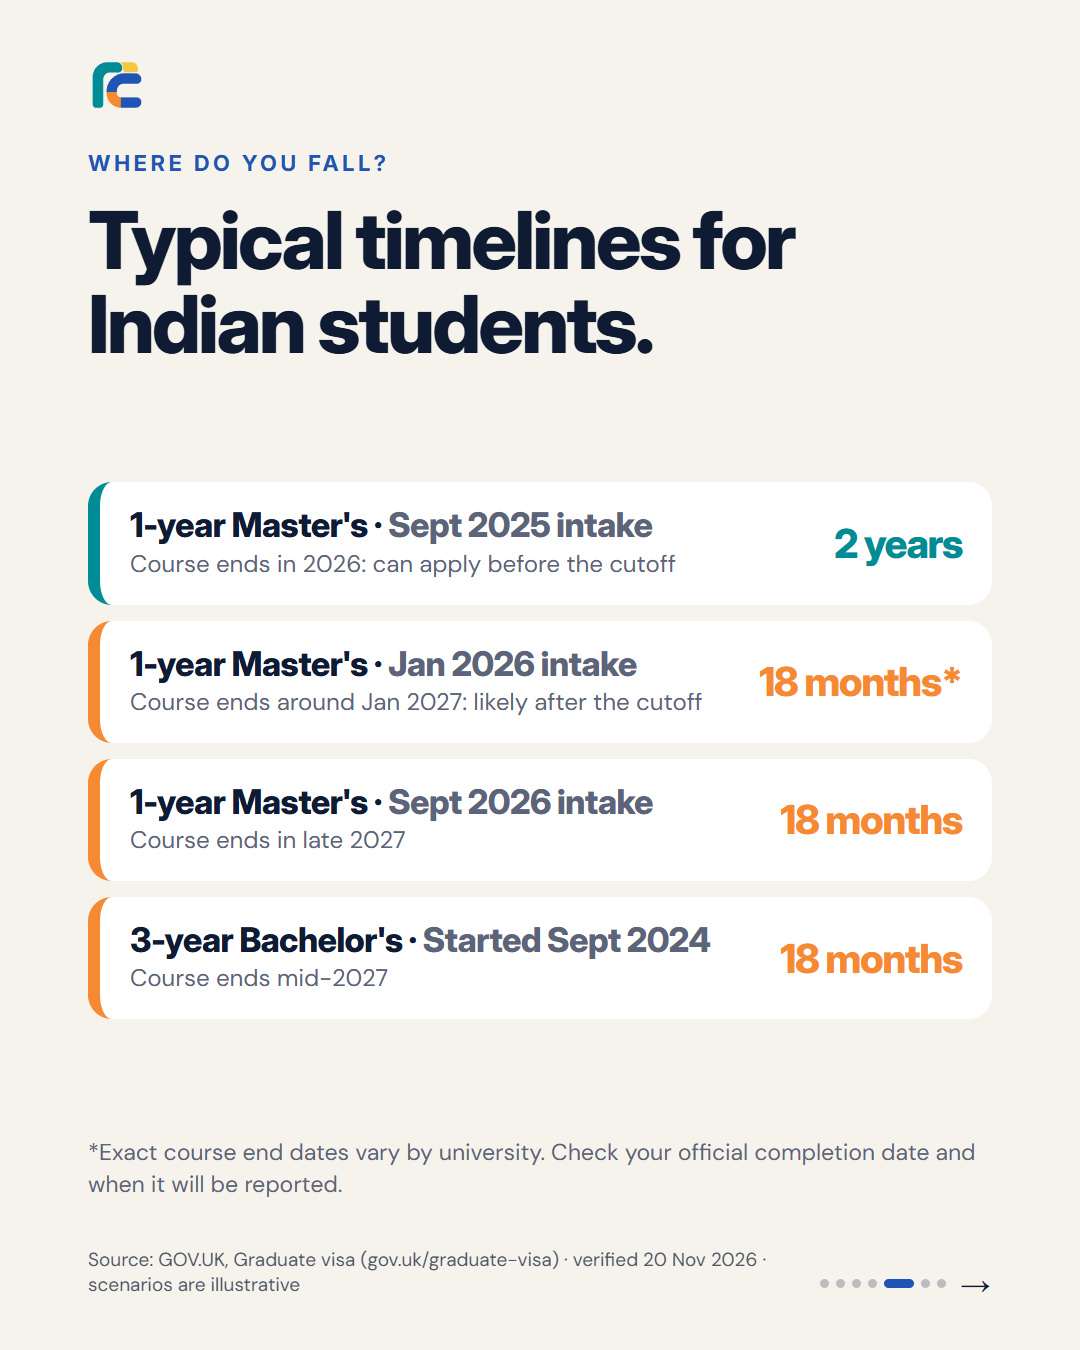 WHERE DO YOU FALL?
Typical timelines for
Indian students.
1-year Master's · Sept 2025 intake
Course ends in 2026: can apply before the cutoff
2 years
1-year Master's · Jan 2026 intake
Course ends around Jan 2027: likely after the cutoff
18 months*
1-year Master's · Sept 2026 intake
Course ends in late 2027
18 months
3-year Bachelor's · Started Sept 2024
Course ends mid-2027
18 months
*Exact course end dates vary by university. Check your official completion date and
when it will be reported.
Source: GOV.UK, Graduate visa (gov.uk/graduate-visa) · verified 20 Nov 2026 ·
scenarios are illustrative